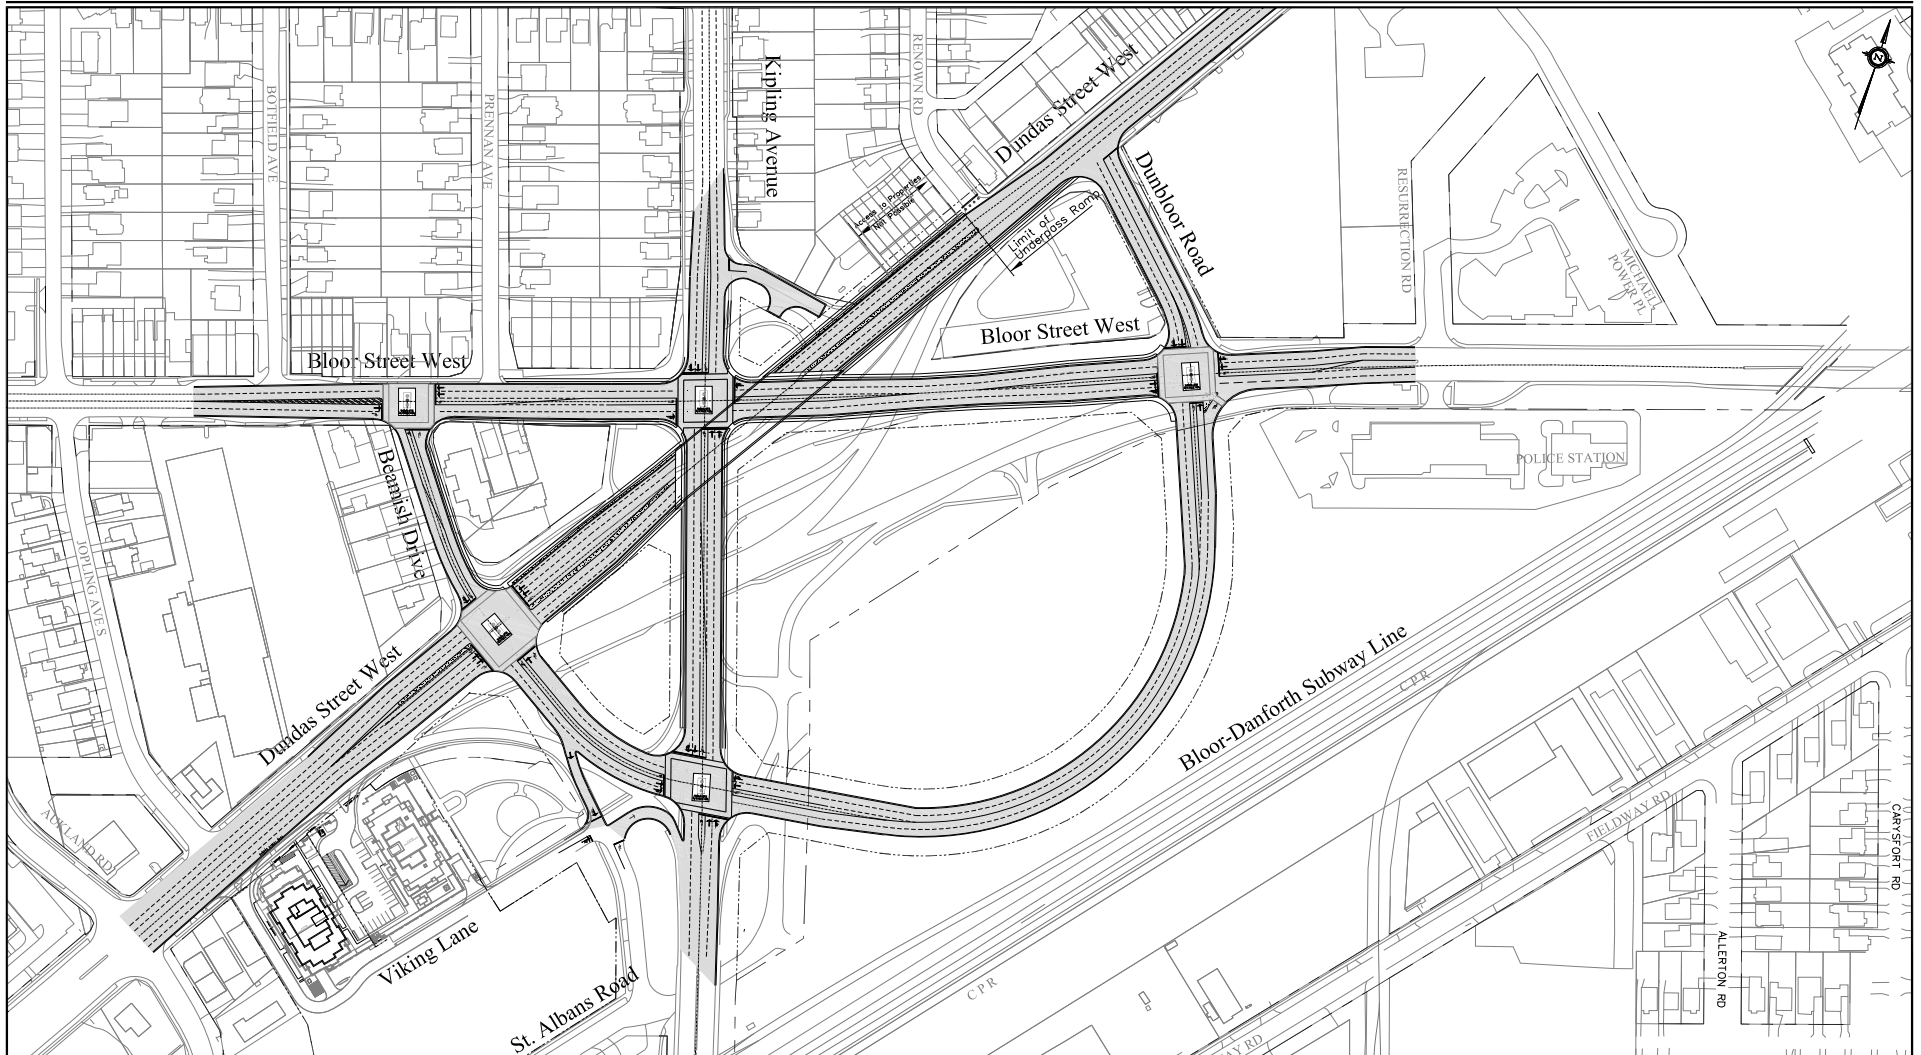 Kipling Avenue
RENOWN RD
Dundas Street West
BOTFIELD AVE
PRENNAN AVE
Access to Properties
Not Possible
Dunbloor Road
Limit of
Underpass Ramp
RESURRECTION RD
MICHAEL
POWER PL
N
Bloor Street West
Bloor Street West
POLICE STATION
Beamish Drive
JOPLING AVE S
Dundas Street West
Bloor-Danforth Subway Line
CPR
AUKLAND RD
FIELDWAY RD
CARYSFORT RD
Viking Lane
ALLERTON RD
St. Albans Road
CPR
WAY RD